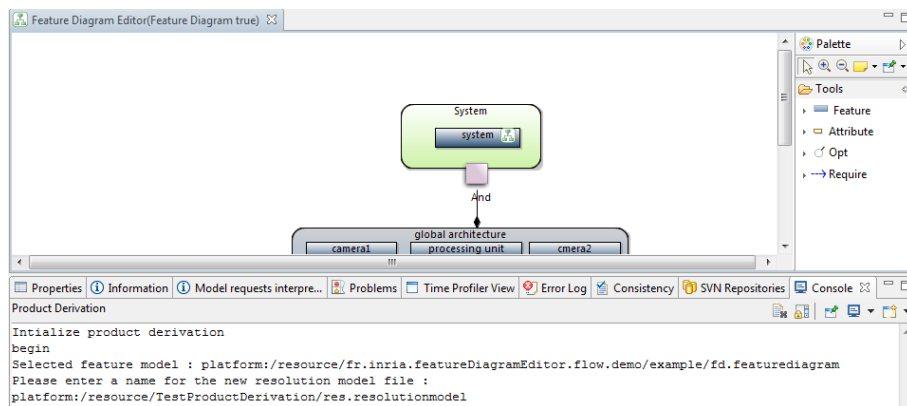 Feature Diagram Editor(Feature Diagram true)
Palette
Tools
Feature
Attribute
Opt
Require
System
system
And
global architecture
camera1 processing unit cmera2
Properties Information Model requests interpre... Problems Time Profiler View Error Log Consistency SVN Repositories Console
Product Derivation
Intialize product derivation
begin
Selected feature model : platform:/resource/fr.inria.featureDiagramEditor.flow.demo/example/fd.featurediagram
Please enter a name for the new resolution model file :
platform:/resource/TestProductDerivation/res.resolutionmodel